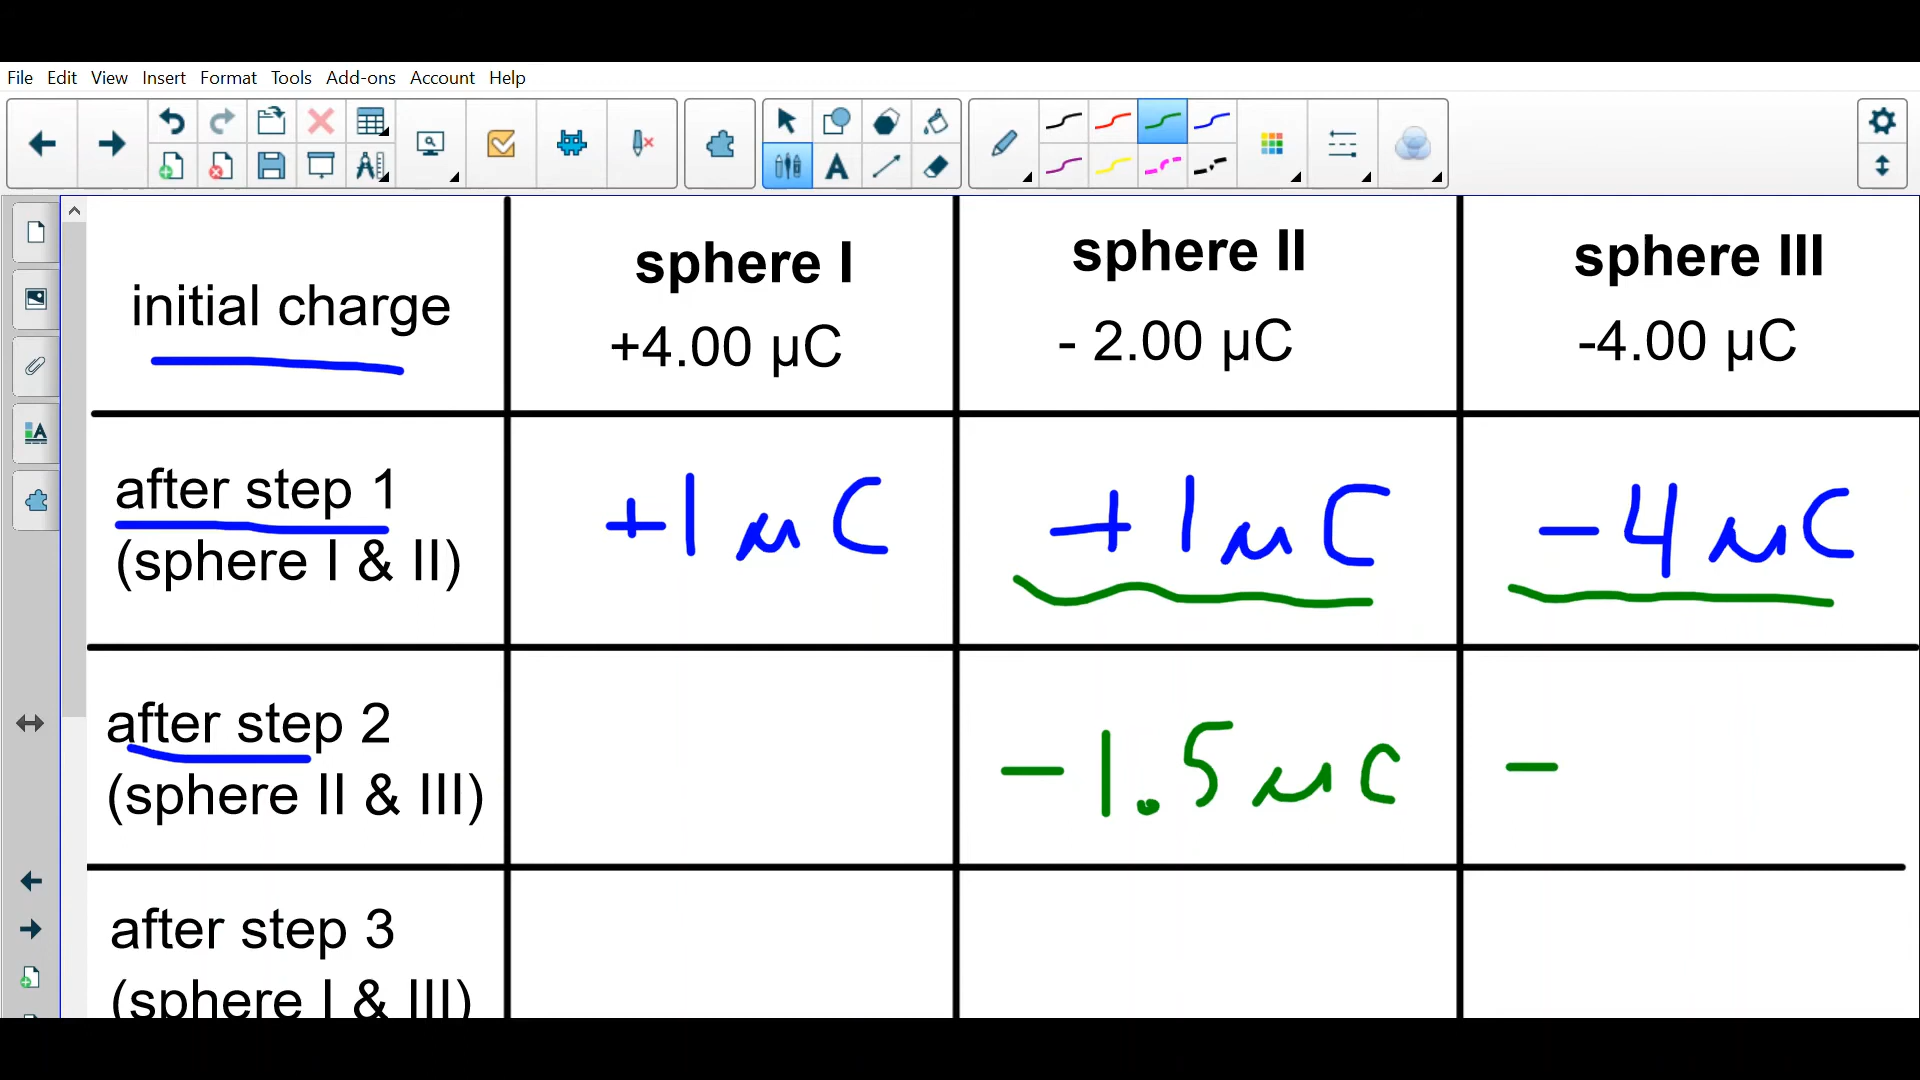 File Edit View Insert Format Tools Add-ons Account Help
sphere I sphere II sphere III
initial charge
+4.00 µC - 2.00 µC -4.00 µC
after step 1
+1 µC +1 µC -4 µC
(sphere I & II)
after step 2
-1.5 µC -
(sphere II & III)
after step 3
(sphere I & III)